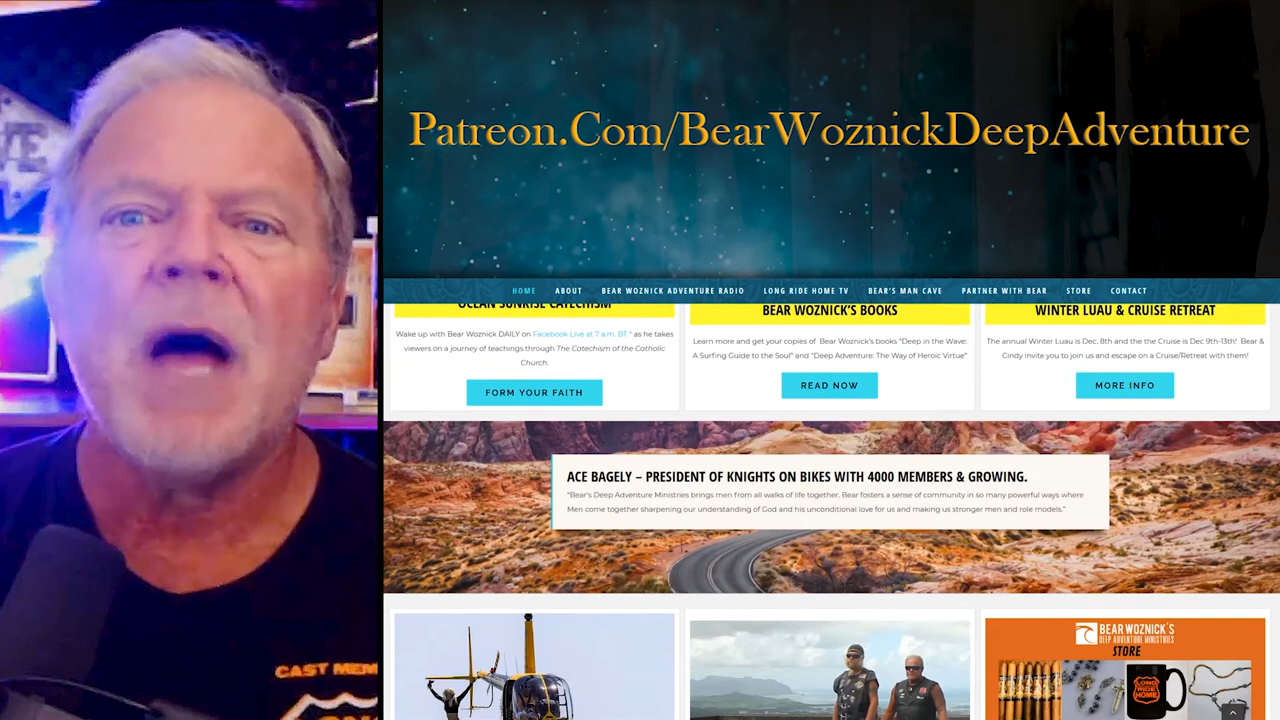 Patreon.Com/BearWoznickDeepAdventure
HOME ABOUT BEAR WOZNICK ADVENTURE RADIO LONG RIDE HOME TV BEAR'S MAN CAVE PARTNER WITH BEAR STORE CONTACT
OCEAN SUNRISE CATECHISM
Wake up with Bear Woznick DAILY on Facebook Live at 7 a.m. BT * as he takes
viewers on a journey of teachings through The Catechism of the Catholic
Church.
FORM YOUR FAITH
BEAR WOZNICK'S BOOKS
Learn more and get your copies of Bear Woznick's books “Deep in the Wave:
A Surfing Guide to the Soul” and “Deep Adventure: The Way of Heroic Virtue”
READ NOW
WINTER LUAU & CRUISE RETREAT
The annual Winter Luau is Dec. 8th and the the Cruise is Dec 9th-13th! Bear &
Cindy invite you to join us and escape on a Cruise/Retreat with them!
MORE INFO
ACE BAGELY – PRESIDENT OF KNIGHTS ON BIKES WITH 4000 MEMBERS & GROWING.
“Bear's Deep Adventure Ministries brings men from all walks of life together. Bear fosters a sense of community in so many powerful ways where
Men come together sharpening our understanding of God and his unconditional love for us and making us stronger men and role models.”
BEAR WOZNICK'S
DEEP ADVENTURE MINISTRIES
STORE
LONG
RIDE
HOME
CAST MEM